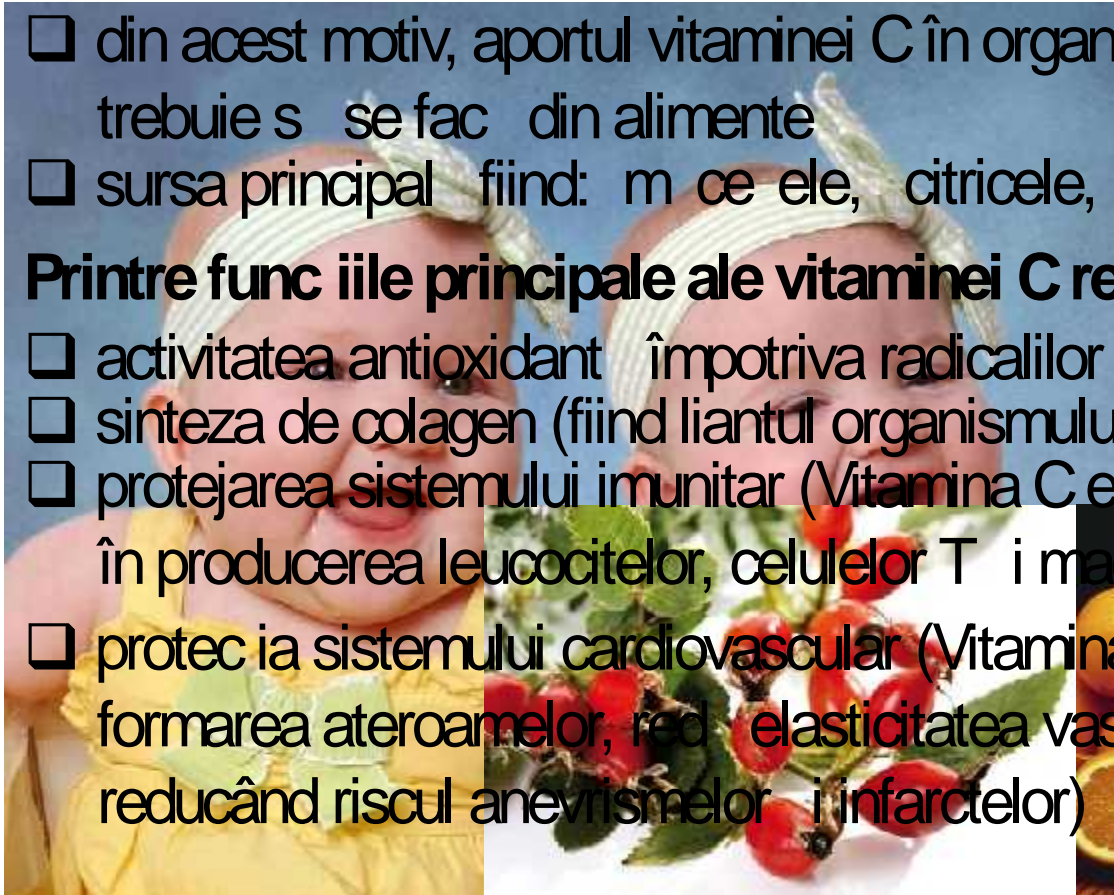 ❑ din acest motiv, aportul vitaminei C în organ
trebuie s se fac din alimente
❑ sursa principal fiind: m ce ele, citricele,
Printre func iile principale ale vitaminei C re
❑ activitatea antioxidant împotriva radicalilor
❑ sinteza de colagen (fiind liantul organismulu
❑ protejarea sistemului imunitar (Vitamina C e
în producerea leucocitelor, celulelor T i ma
❑ protec ia sistemului cardiovascular (Vitamina
formarea ateroamelor, red elasticitatea vas
reducând riscul anevrismelor i infarctelor)